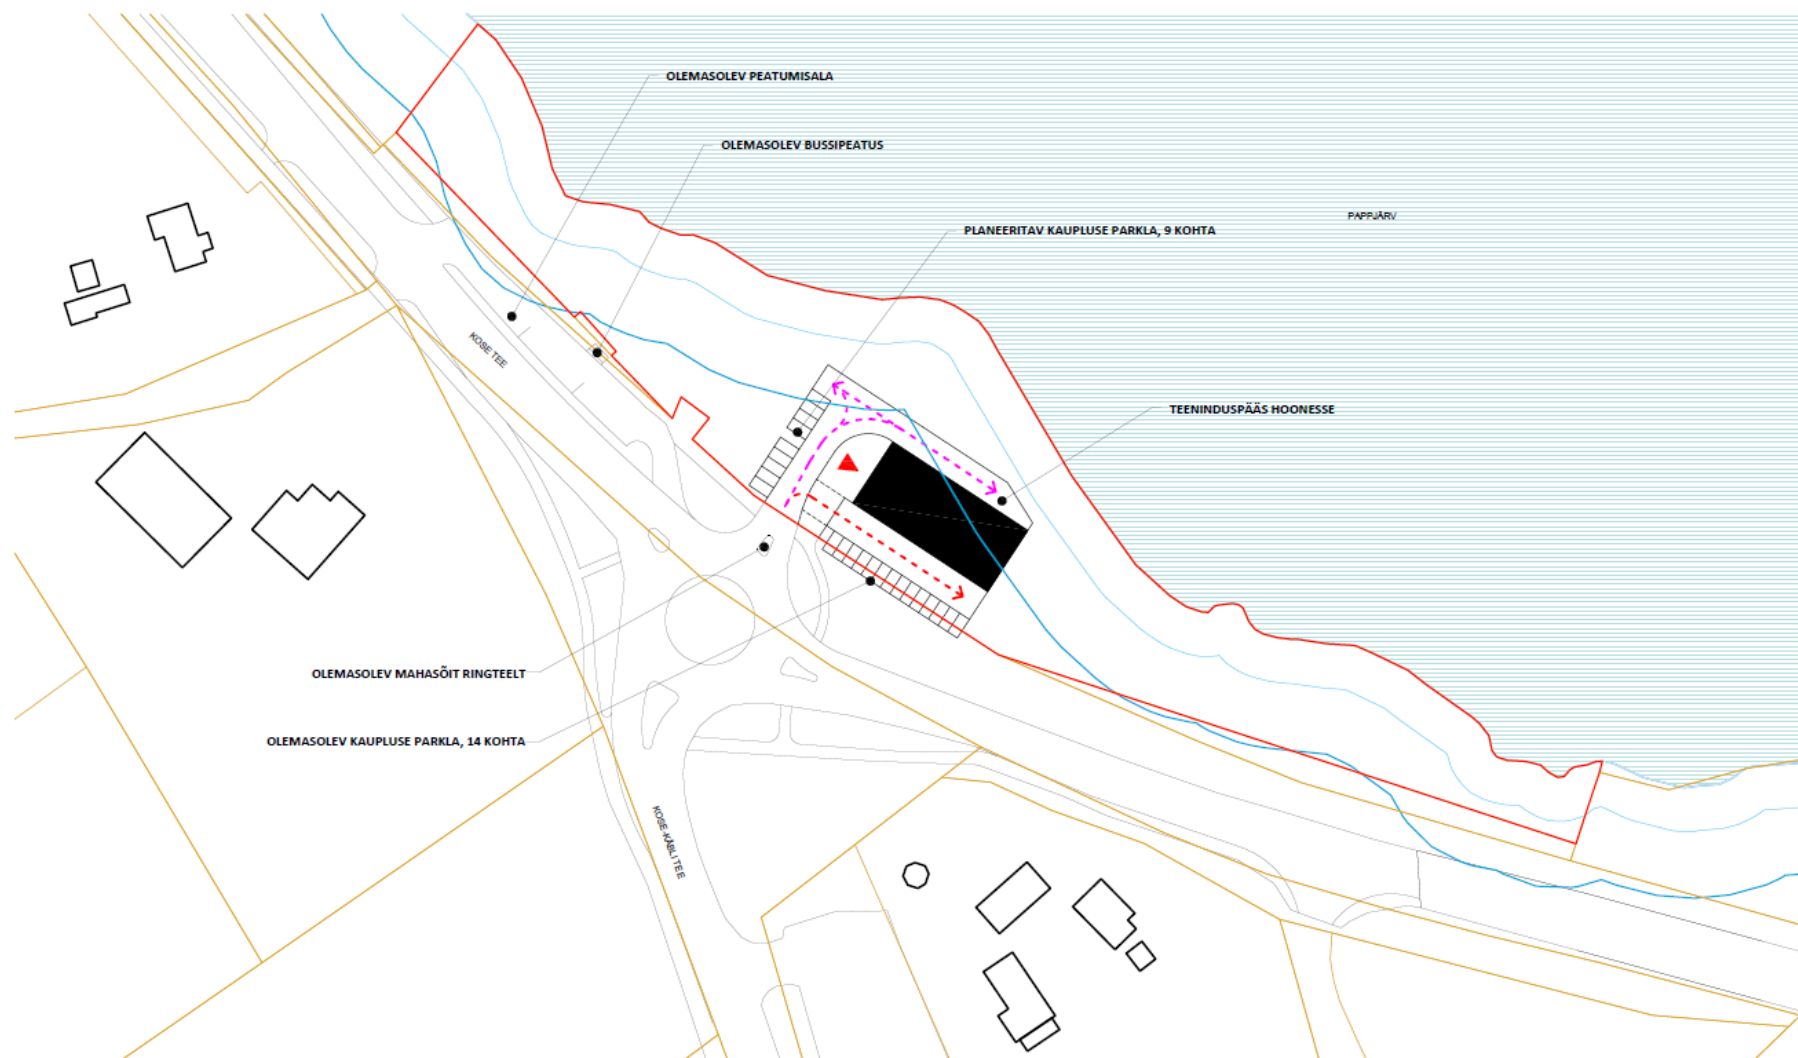 OLEMASOLEV PEATUMISALA
OLEMASOLEV BUSSIPEATUS
PAPPJÄRV
PLANEERITAV KAUPLUSE PARKLA, 9 KOHTA
KOSE TEE
TEENINDUSPÄÄS HOONESSE
OLEMASOLEV MAHASÕIT RINGTEELT
OLEMASOLEV KAUPLUSE PARKLA, 14 KOHTA
KOSE-KÄBLI TEE